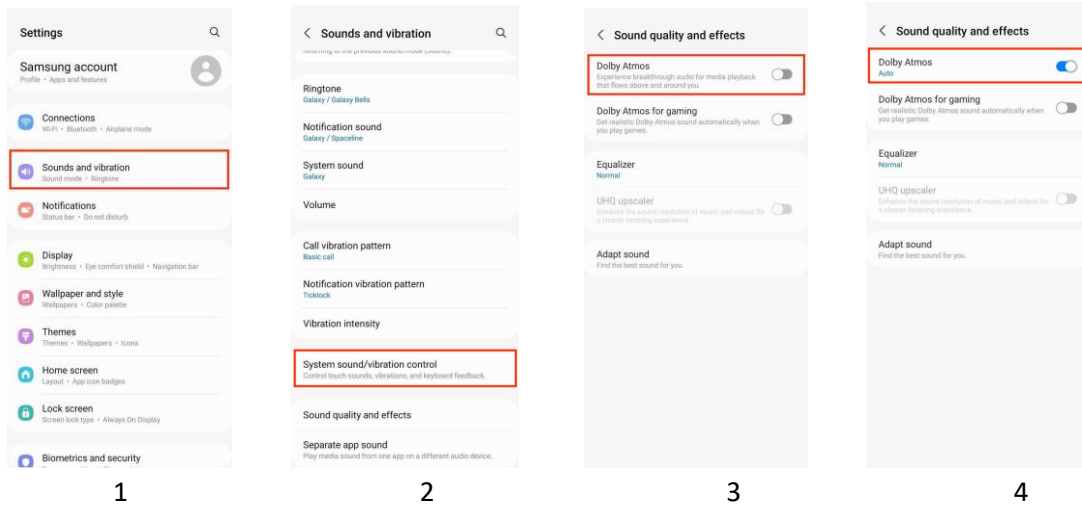 Settings
Samsung account
Profile • Apps and features
Connections
Wi-Fi • Bluetooth • Airplane mode
Sounds and vibration
Sound mode • Ringtone
Notifications
Status bar • Do not disturb
Display
Brightness • Eye comfort shield • Navigation bar
Wallpaper and style
Wallpapers • Color palette
Themes
Themes • Wallpapers • Icons
Home screen
Layout • App icon badges
Lock screen
Screen lock type • Always On Display
Biometrics and security
1
Sounds and vibration
returning to the previous sound mode (Sound).
Ringtone
Galaxy / Galaxy Bells
Notification sound
Galaxy / Spaceline
System sound
Galaxy
Volume
Call vibration pattern
Basic call
Notification vibration pattern
Ticktock
Vibration intensity
System sound/vibration control
Control touch sounds, vibrations, and keyboard feedback.
Sound quality and effects
Separate app sound
Play media sound from one app on a different audio device.
2
Sound quality and effects
Dolby Atmos
Experience breakthrough audio for media playback
that flows above and around you.
Dolby Atmos for gaming
Get realistic Dolby Atmos sound automatically when
you play games.
Equalizer
Normal
UHQ upscaler
Enhance the sound resolution of music and videos for
a clearer listening experience.
Adapt sound
Find the best sound for you.
3
Sound quality and effects
Dolby Atmos
Auto
Dolby Atmos for gaming
Get realistic Dolby Atmos sound automatically when
you play games.
Equalizer
Normal
UHQ upscaler
Enhance the sound resolution of music and videos for
a clearer listening experience.
Adapt sound
Find the best sound for you.
4